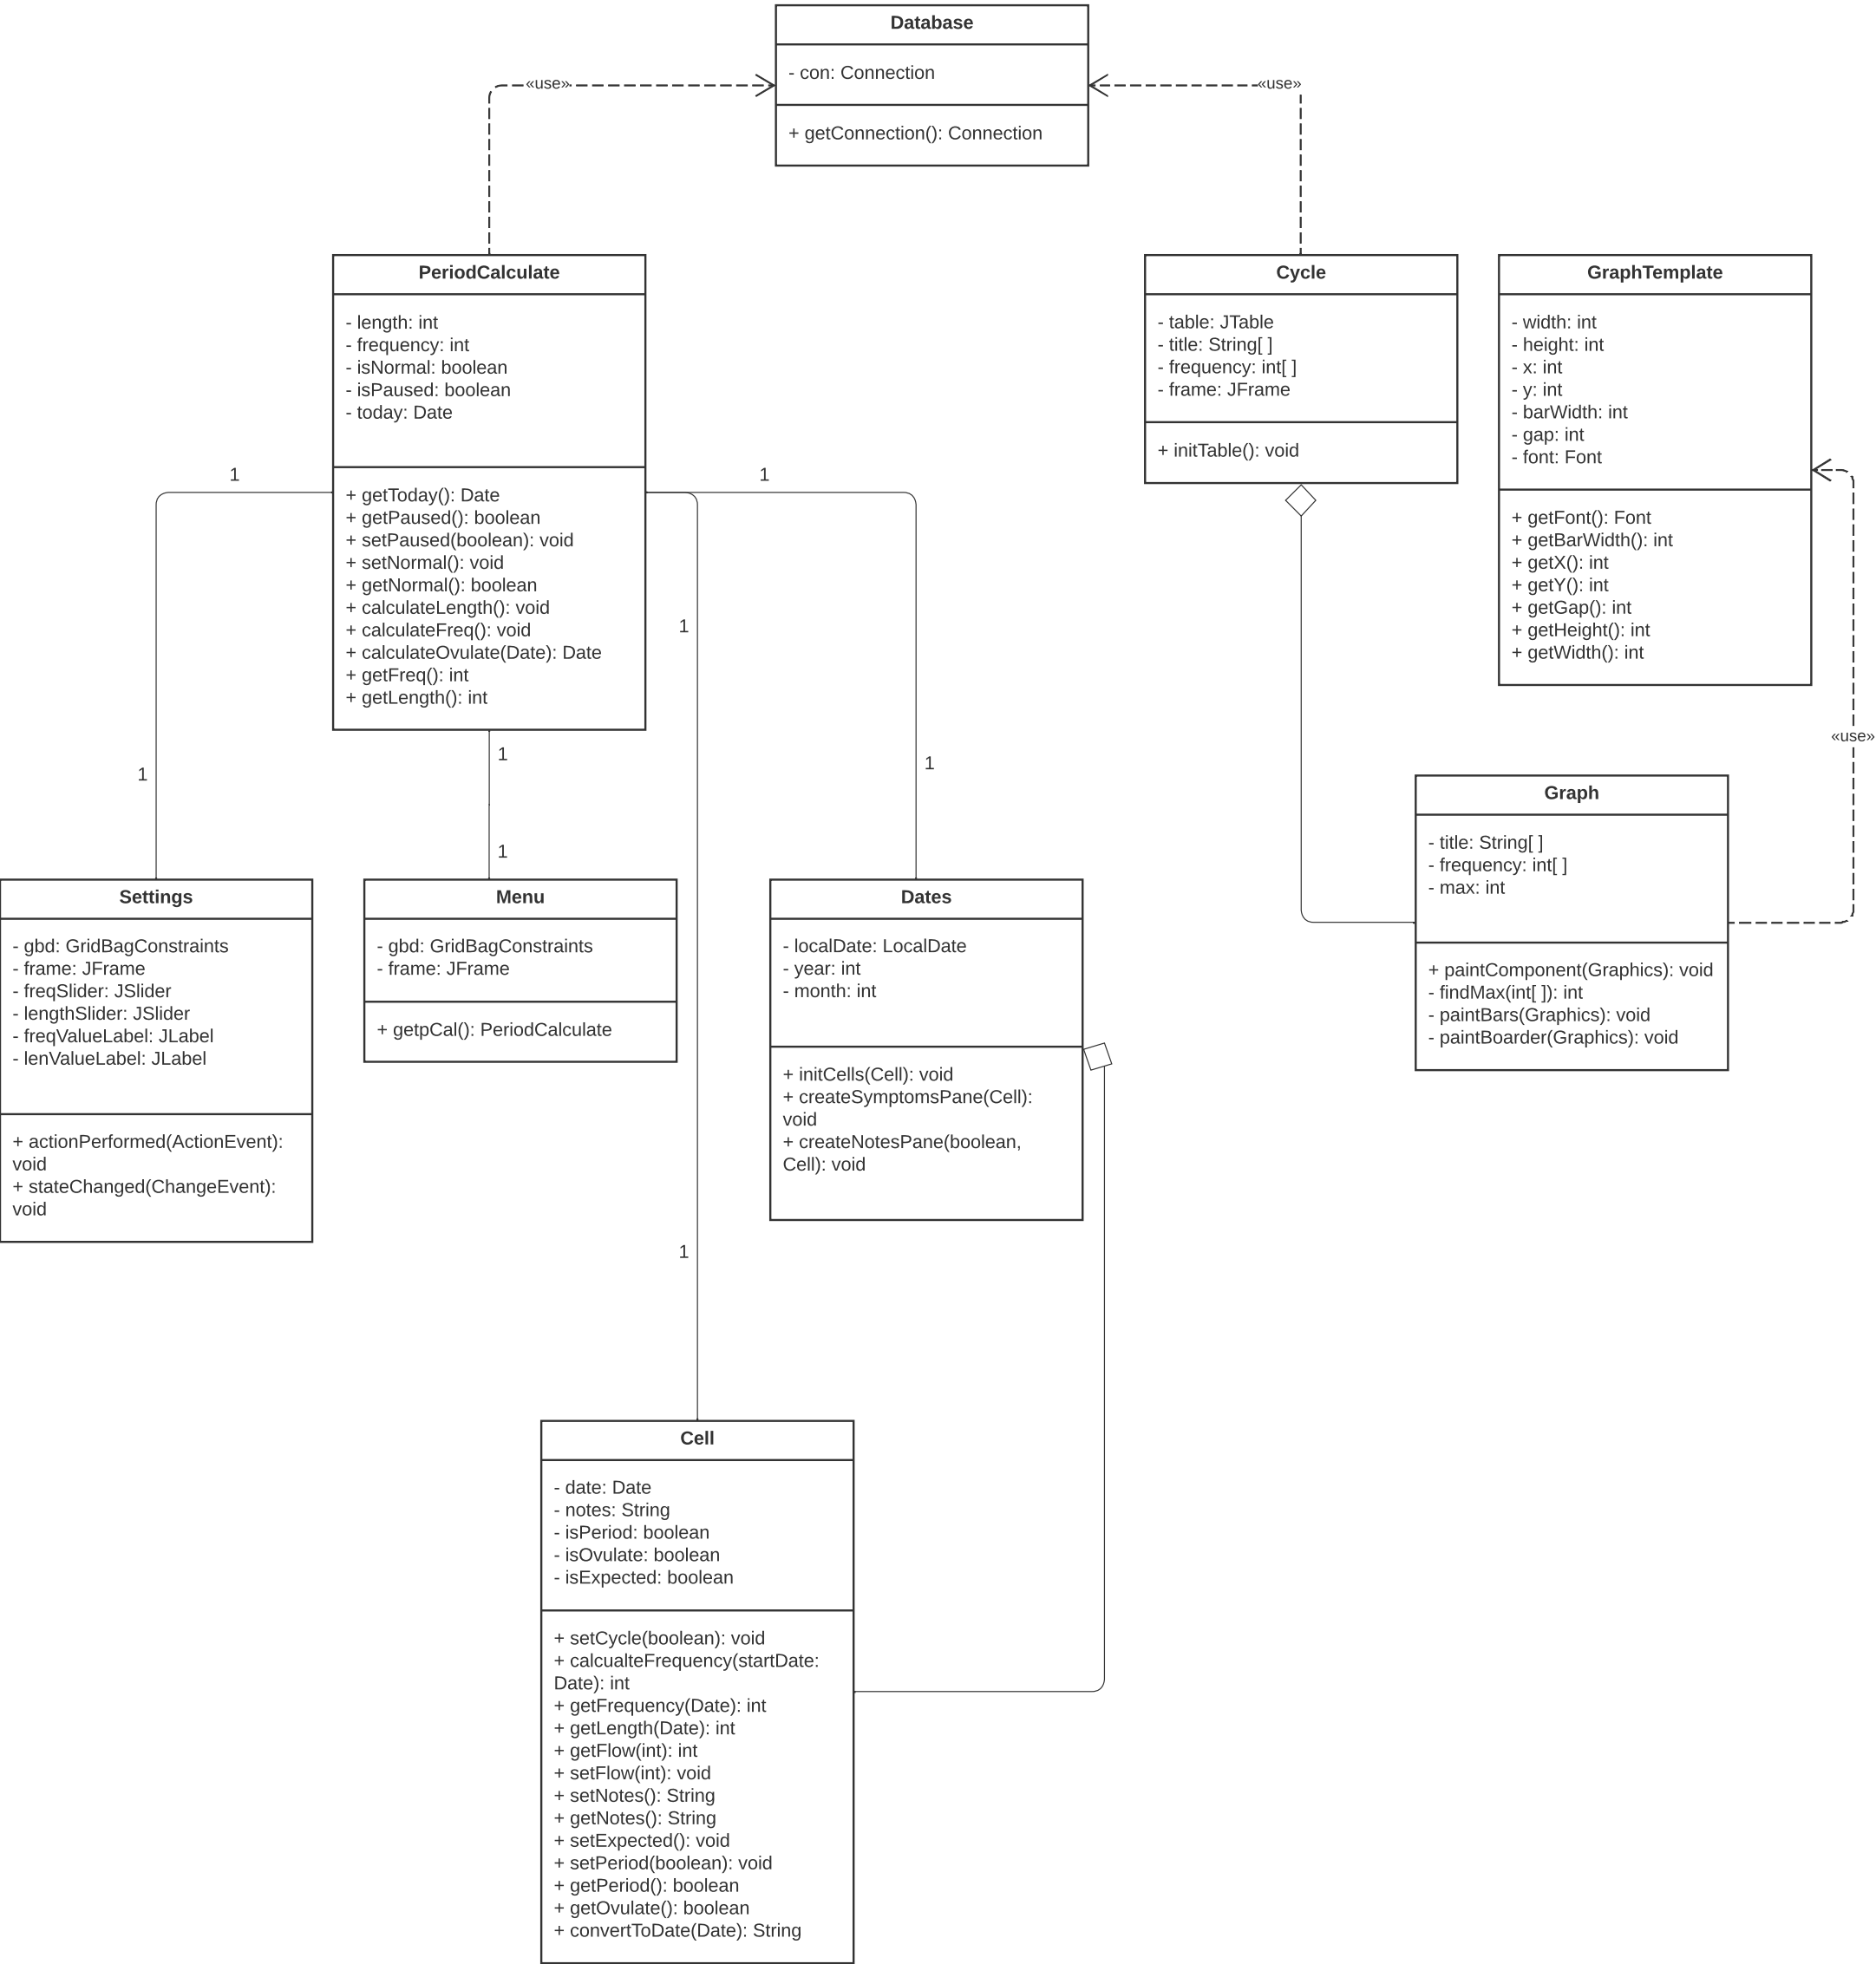 Database
- con: Connection
+ getConnection(): Connection
«use»
«use»
PeriodCalculate
- length: int
- frequency: int
- isNormal: boolean
- isPaused: boolean
- today: Date
+ getToday(): Date
+ getPaused(): boolean
+ setPaused(boolean): void
+ setNormal(): void
+ getNormal(): boolean
+ calculateLength(): void
+ calculateFreq(): void
+ calculateOvulate(Date): Date
+ getFreq(): int
+ getLength(): int
Cycle
- table: JTable
- title: String[ ]
- frequency: int[ ]
- frame: JFrame
+ initTable(): void
GraphTemplate
- width: int
- height: int
- x: int
- y: int
- barWidth: int
- gap: int
- font: Font
+ getFont(): Font
+ getBarWidth(): int
+ getX(): int
+ getY(): int
+ getGap(): int
+ getHeight(): int
+ getWidth(): int
«use»
1
1
1
1
1
1
1
1
Graph
- title: String[ ]
- frequency: int[ ]
- max: int
+ paintComponent(Graphics): void
- findMax(int[ ]): int
- paintBars(Graphics): void
- paintBoarder(Graphics): void
Settings
- gbd: GridBagConstraints
- frame: JFrame
- freqSlider: JSlider
- lengthSlider: JSlider
- freqValueLabel: JLabel
- lenValueLabel: JLabel
+ actionPerformed(ActionEvent):
void
+ stateChanged(ChangeEvent):
void
Menu
- gbd: GridBagConstraints
- frame: JFrame
+ getpCal(): PeriodCalculate
Dates
- localDate: LocalDate
- year: int
- month: int
+ initCells(Cell): void
+ createSymptomsPane(Cell):
void
+ createNotesPane(boolean,
Cell): void
Cell
- date: Date
- notes: String
- isPeriod: boolean
- isOvulate: boolean
- isExpected: boolean
+ setCycle(boolean): void
+ calcualteFrequency(startDate:
Date): int
+ getFrequency(Date): int
+ getLength(Date): int
+ getFlow(int): int
+ setFlow(int): void
+ setNotes(): String
+ getNotes(): String
+ setExpected(): void
+ setPeriod(boolean): void
+ getPeriod(): boolean
+ getOvulate(): boolean
+ convertToDate(Date): String